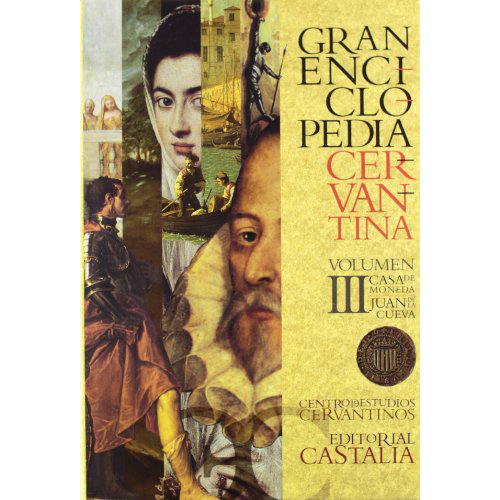 GRAN
ENCI
CLO
PEDIA
CER
VAN
TINA
VOLUMEN
III CASA DE MONEDA
JUAN DE LA CUEVA
CENTRO DE ESTUDIOS
CERVANTINOS
EDITORIAL
CASTALIA